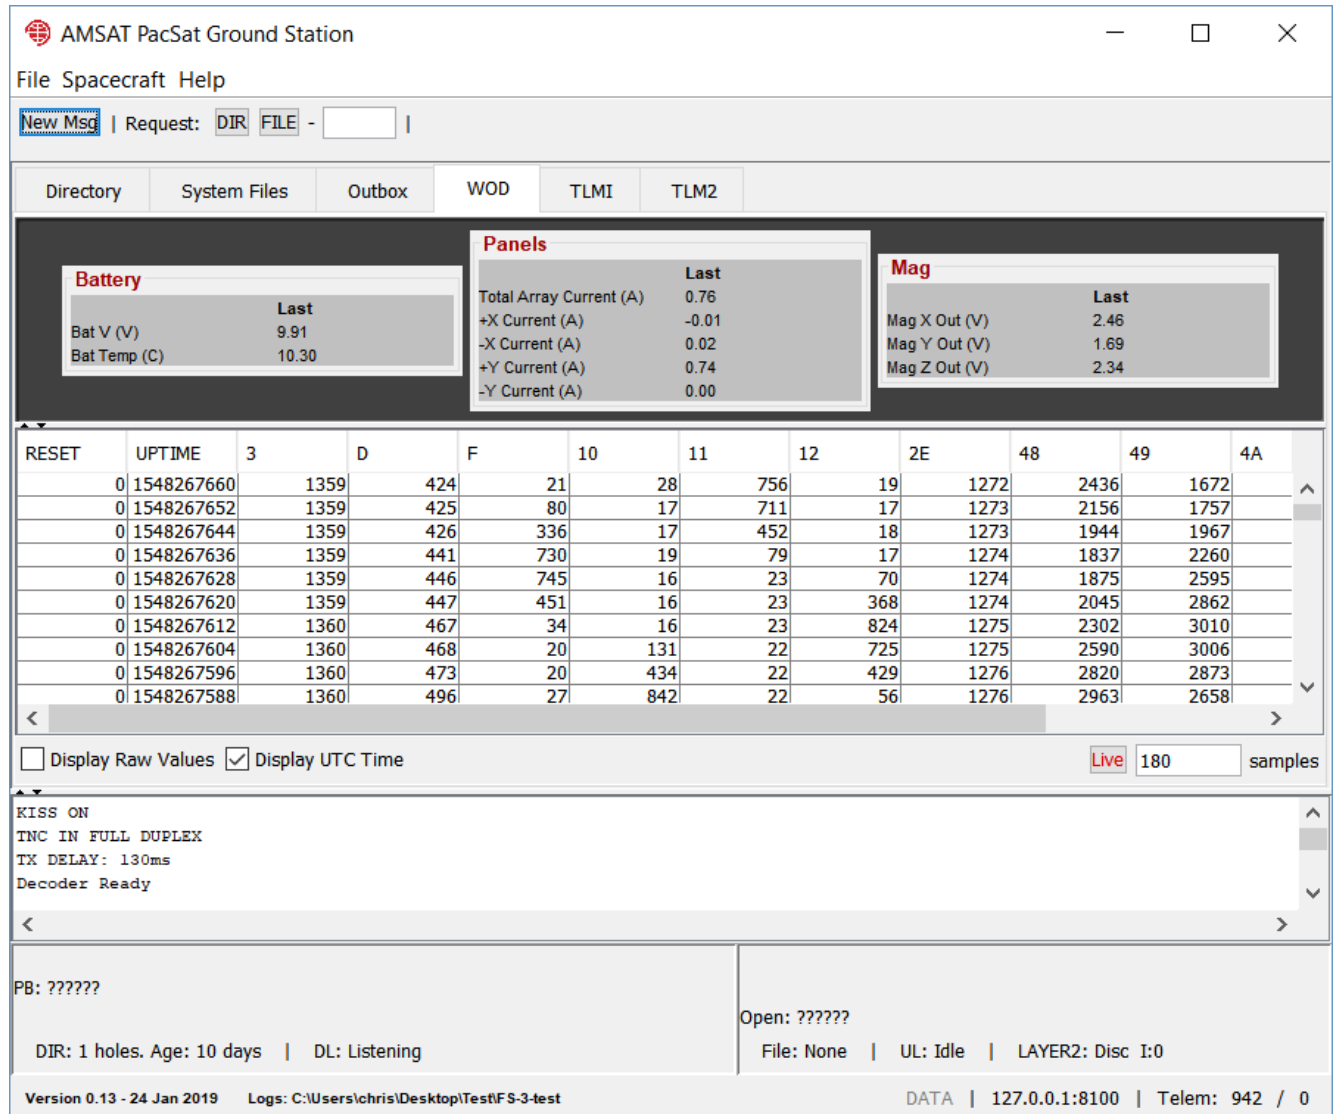 AMSAT PacSat Ground Station
File Spacecraft Help
New Msg | Request: DIR FILE - |
Directory System Files Outbox WOD TLMI TLM2
Battery
Last
Bat V (V) 9.91
Bat Temp (C) 10.30
Panels
Last
Total Array Current (A) 0.76
+X Current (A) -0.01
-X Current (A) 0.02
+Y Current (A) 0.74
-Y Current (A) 0.00
Mag
Last
Mag X Out (V) 2.46
Mag Y Out (V) 1.69
Mag Z Out (V) 2.34
RESET UPTIME 3 D F 10 11 12 2E 48 49 4A
0 1548267660 1359 424 21 28 756 19 1272 2436 1672
0 1548267652 1359 425 80 17 711 17 1273 2156 1757
0 1548267644 1359 426 336 17 452 18 1273 1944 1967
0 1548267636 1359 441 730 19 79 17 1274 1837 2260
0 1548267628 1359 446 745 16 23 70 1274 1875 2595
0 1548267620 1359 447 451 16 23 368 1274 2045 2862
0 1548267612 1360 467 34 16 23 824 1275 2302 3010
0 1548267604 1360 468 20 131 22 725 1275 2590 3006
0 1548267596 1360 473 20 434 22 429 1276 2820 2873
0 1548267588 1360 496 27 842 22 56 1276 2963 2658
Display Raw Values Display UTC Time Live 180 samples
KISS ON
TNC IN FULL DUPLEX
TX DELAY: 130ms
Decoder Ready
PB: ??????
DIR: 1 holes. Age: 10 days | DL: Listening
Open: ??????
File: None | UL: Idle | LAYER2: Disc I:0
Version 0.13 - 24 Jan 2019 Logs: C:\Users\chris\Desktop\Test\FS-3-test DATA | 127.0.0.1:8100 | Telem: 942 / 0